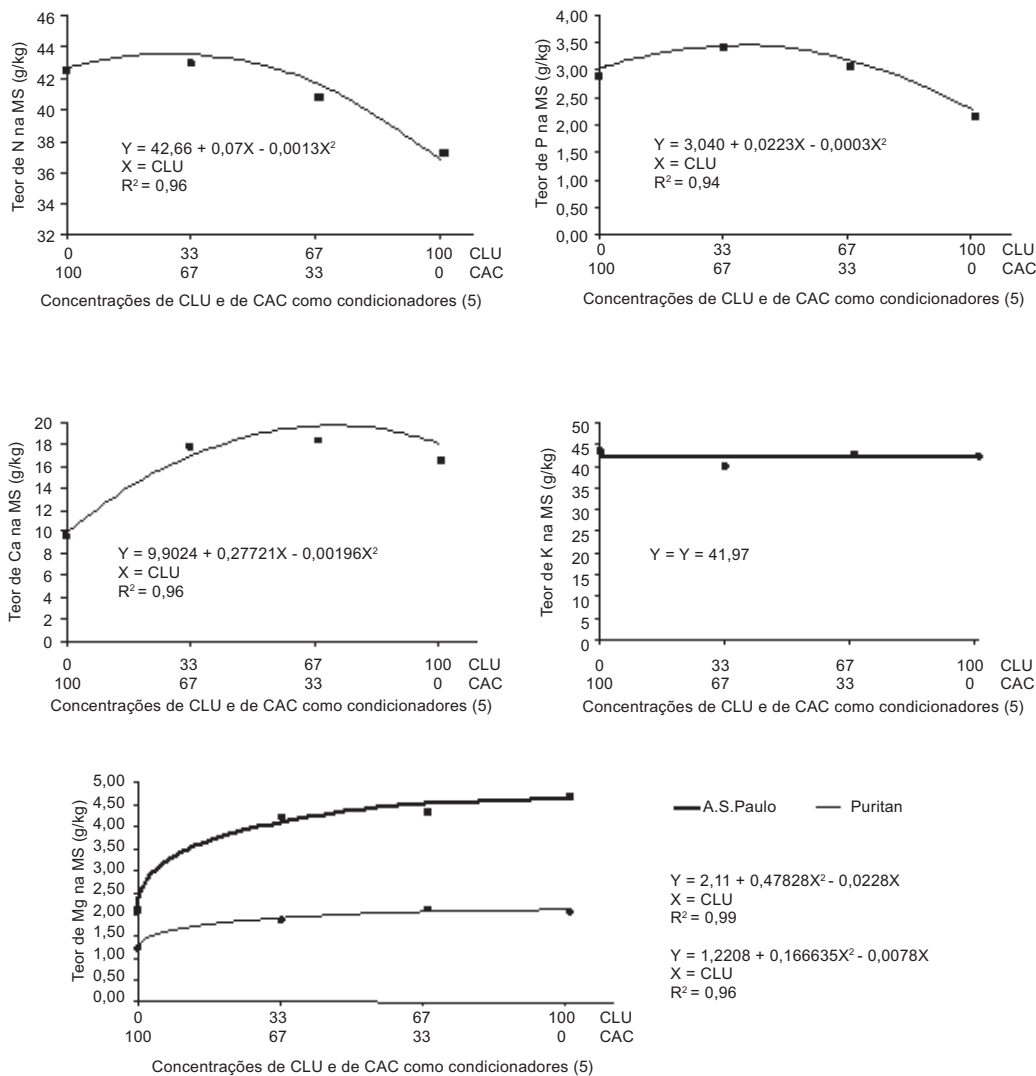 Teor de N na MS (g/kg)
46
44
42
40
38
36
34
32
Y = 42,66 + 0,07X - 0,0013X²
X = CLU
R² = 0,96
0 33 67 100 CLU
100 67 33 0 CAC
Concentrações de CLU e de CAC como condicionadores (5)
Teor de P na MS (g/kg)
4,00
3,50
3,00
2,50
2,00
1,50
1,00
0,50
0,00
Y = 3,040 + 0,0223X - 0,0003X²
X = CLU
R² = 0,94
0 33 67 100 CLU
100 67 33 0 CAC
Concentrações de CLU e de CAC como condicionadores (5)
Teor de Ca na MS (g/kg)
20
18
16
14
12
10
8
6
4
2
0
Y = 9,9024 + 0,27721X - 0,00196X²
X = CLU
R² = 0,96
0 33 67 100 CLU
100 67 33 0 CAC
Concentrações de CLU e de CAC como condicionadores (5)
Teor de K na MS (g/kg)
50
45
40
35
30
25
20
15
10
5
0
Y = Y = 41,97
0 33 67 100 CLU
100 67 33 0 CAC
Concentrações de CLU e de CAC como condicionadores (5)
Teor de Mg na MS (g/kg)
5,00
4,50
4,00
3,50
3,00
2,50
2,00
1,50
1,00
0,50
0,00
0 33 67 100 CLU
100 67 33 0 CAC
Concentrações de CLU e de CAC como condicionadores (5)
A.S.Paulo Puritan
Y = 2,11 + 0,47828X² - 0,0228X
X = CLU
R² = 0,99
Y = 1,2208 + 0,166635X² - 0,0078X
X = CLU
R² = 0,96